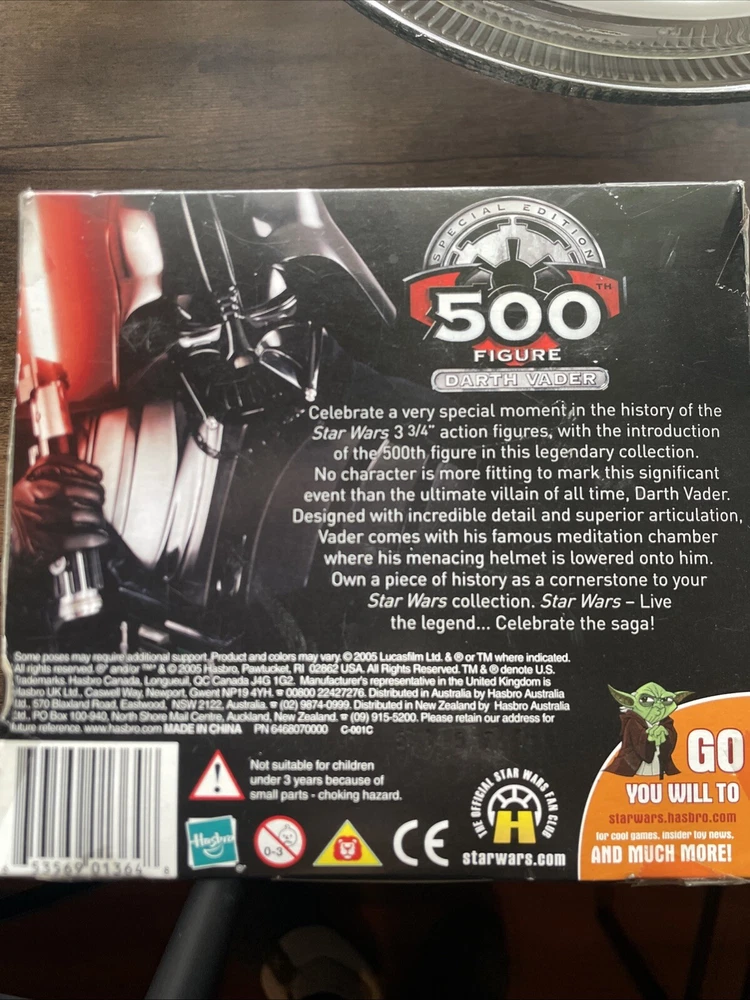 SPECIAL EDITION
500TH
FIGURE
DARTH VADER
Celebrate a very special moment in the history of the
Star Wars 3 3/4" action figures, with the introduction
of the 500th figure in this legendary collection.
No character is more fitting to mark this significant
event than the ultimate villain of all time, Darth Vader.
Designed with incredible detail and superior articulation,
Vader comes with his famous meditation chamber
where his menacing helmet is lowered onto him.
Own a piece of history as a cornerstone to your
Star Wars collection. Star Wars – Live
the legend... Celebrate the saga!
Some poses may require additional support. Product and colors may vary. © 2005 Lucasfilm Ltd. & ® or TM where indicated.
All rights reserved. ®* and/or ™* & © 2005 Hasbro, Pawtucket, RI 02862 USA. All Rights Reserved. TM & ® denote U.S.
Trademarks. Hasbro Canada, Longueuil, QC Canada J4G 1G2. Manufacturer's representative in the United Kingdom is
Hasbro UK Ltd., Caswell Way, Newport, Gwent NP19 4YH. ☎ 00800 22427276. Distributed in Australia by Hasbro Australia
Ltd., 570 Blaxland Road, Eastwood, NSW 2122, Australia. ☎ (02) 9874-0999. Distributed in New Zealand by Hasbro Australia
Ltd., PO Box 100-940, North Shore Mail Centre, Auckland, New Zealand. ☎ (09) 915-5200. Please retain our address for
future reference. www.hasbro.com MADE IN CHINA PN 6468070000 C-001C
Not suitable for children
under 3 years because of
small parts - choking hazard.
53569 01364 8
Hasbro
0-3
CE
THE OFFICIAL STAR WARS FAN CLUB
H
starwars.com
GO
YOU WILL TO
starwars.hasbro.com
for cool games, insider toy news,
AND MUCH MORE!